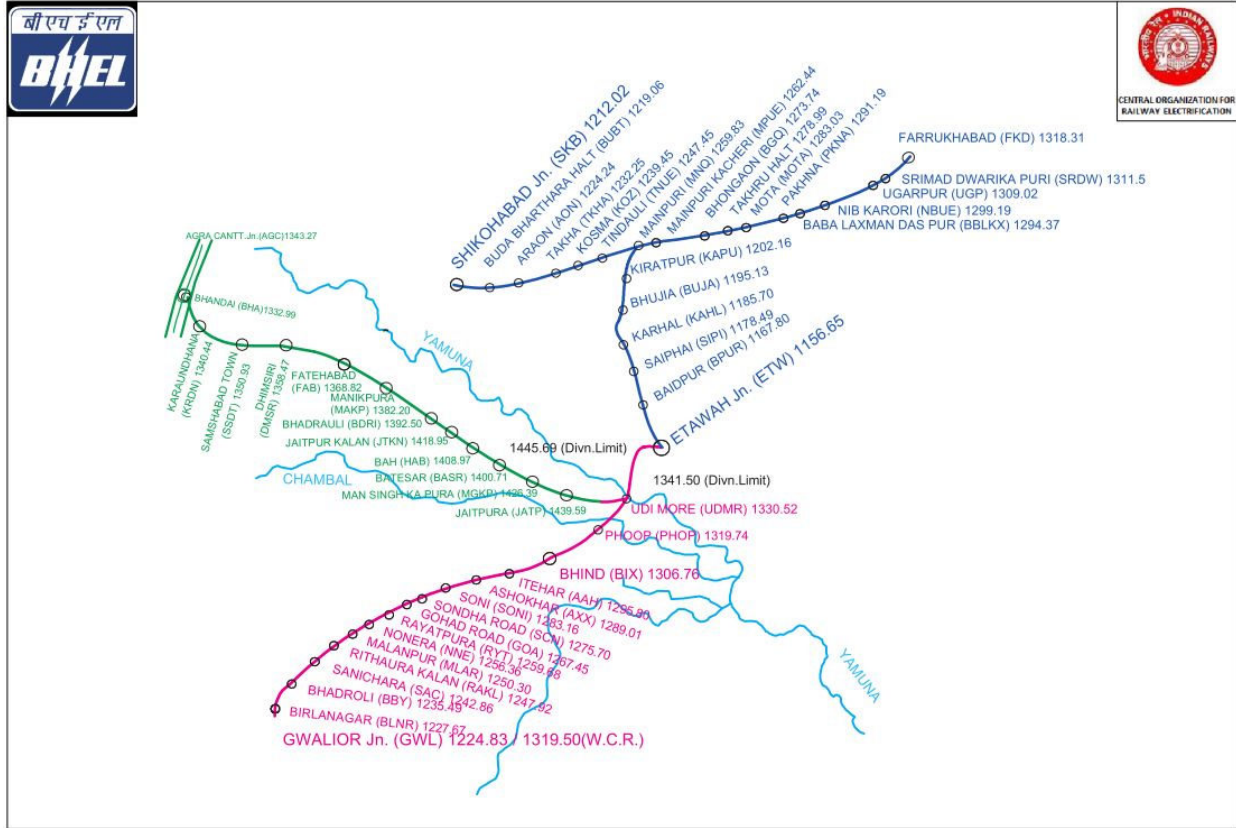 बी एच ई एल
BHEL
भारतीय रेल
INDIAN RAILWAYS
CENTRAL ORGANIZATION FOR
RAILWAY ELECTRIFICATION
SHIKOHABAD Jn. (SKB) 1212.02
BUDA BHARTHARA HALT (BUBT) 1219.06
ARAON (AON) 1224.24
TAKHA (TKHA) 1232.25
KOSMA (KOZ) 1239.45
TINDAULI (TNUE) 1247.45
MAINPURI (MNQ) 1259.83
MAINPURI KACHERI (MPUE) 1262.44
BHONGAON (BGQ) 1273.74
TAKHRU HALT 1278.99
MOTA (MOTA) 1283.03
PAKHNA (PKNA) 1291.19
FARRUKHABAD (FKD) 1318.31
SRIMAD DWARIKA PURI (SRDW) 1311.5
UGARPUR (UGP) 1309.02
NIB KARORI (NBUE) 1299.19
BABA LAXMAN DAS PUR (BBLKX) 1294.37
KIRATPUR (KAPU) 1202.16
BHUJIA (BUJA) 1195.13
KARHAL (KAHL) 1185.70
SAIPHAI (SIPI) 1178.49
BAIDPUR (BPUR) 1167.80
ETAWAH Jn. (ETW) 1156.65
AGRA CANTT.Jn.(AGC)1343.27
BHANDAI (BHA)1332.99
KARAUNDHANA
(KRDN) 1340.44
SAMSHABAD TOWN
(SSDT) 1350.93
DHIMSIRI
(DMSR) 1358.47
FATEHABAD
(FAB) 1368.82
MANIKPURA
(MAKP) 1382.20
BHADRAULI (BDRI) 1392.50
JAITPUR KALAN (JTKN) 1418.95
BAH (HAB) 1408.97
BATESAR (BASR) 1400.71
MAN SINGH KA PURA (MGKP) 1426.39
JAITPURA (JATP) 1439.59
YAMUNA
CHAMBAL
1445.69 (Divn.Limit)
1341.50 (Divn.Limit)
UDI MORE (UDMR) 1330.52
PHOOP (PHOP) 1319.74
BHIND (BIX) 1306.76
ITEHAR (AAH) 1295.80
ASHOKHAR (AXX) 1289.01
SONI (SONI) 1283.16
SONDHA ROAD (SCN) 1275.70
GOHAD ROAD (GOA) 1267.45
RAYATPURA (RYT) 1259.68
NONERA (NNE) 1256.36
MALANPUR (MLAR) 1250.30
RITHAURA KALAN (RAKL) 1247.92
SANICHARA (SAC) 1242.86
BHADROLI (BBY) 1235.49
BIRLANAGAR (BLNR) 1227.67
GWALIOR Jn. (GWL) 1224.83 / 1319.50(W.C.R.)
YAMUNA